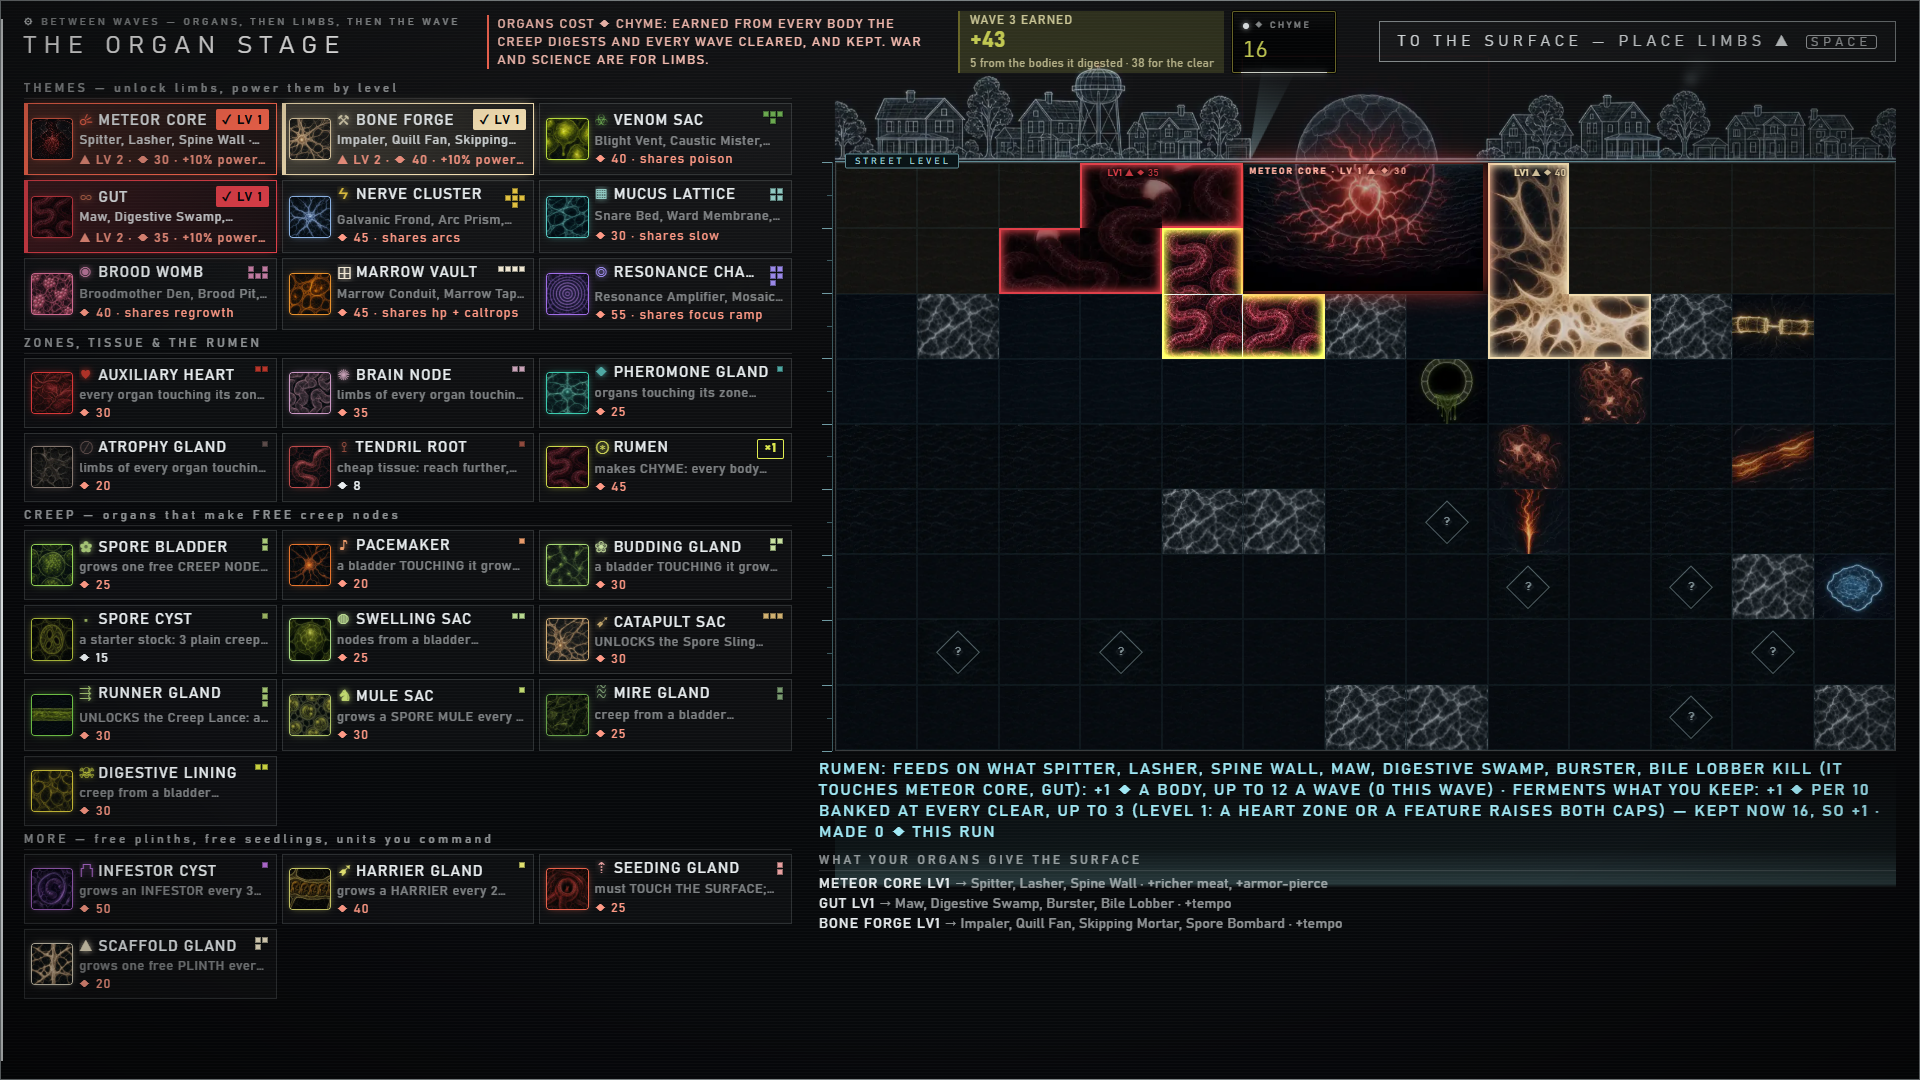 BETWEEN WAVES — ORGANS, THEN LIMBS, THEN THE WAVE
THE ORGAN STAGE
ORGANS COST ◆ CHYME: EARNED FROM EVERY BODY THE
CREEP DIGESTS AND EVERY WAVE CLEARED, AND KEPT. WAR
AND SCIENCE ARE FOR LIMBS.
WAVE 3 EARNED
+43
5 from the bodies it digested · 38 for the clear
◆ CHYME
16
TO THE SURFACE — PLACE LIMBS ▲ SPACE
THEMES — unlock limbs, power them by level
METEOR CORE ✓ LV 1
Spitter, Lasher, Spine Wall ·…
▲ LV 2 · ◆ 30 · +10% power…
BONE FORGE ✓ LV 1
Impaler, Quill Fan, Skipping…
▲ LV 2 · ◆ 40 · +10% power…
VENOM SAC
Blight Vent, Caustic Mister,…
◆ 40 · shares poison
GUT ✓ LV 1
Maw, Digestive Swamp,…
▲ LV 2 · ◆ 35 · +10% power…
NERVE CLUSTER
Galvanic Frond, Arc Prism,…
◆ 45 · shares arcs
MUCUS LATTICE
Snare Bed, Ward Membrane,…
◆ 30 · shares slow
BROOD WOMB
Broodmother Den, Brood Pit,…
◆ 40 · shares regrowth
MARROW VAULT
Marrow Conduit, Marrow Tap…
◆ 45 · shares hp + caltrops
RESONANCE CHA…
Resonance Amplifier, Mosaic…
◆ 55 · shares focus ramp
ZONES, TISSUE & THE RUMEN
AUXILIARY HEART
every organ touching its zon…
◆ 30
BRAIN NODE
limbs of every organ touchin…
◆ 35
PHEROMONE GLAND
organs touching its zone…
◆ 25
ATROPHY GLAND
limbs of every organ touchin…
◆ 20
TENDRIL ROOT
cheap tissue: reach further,…
◆ 8
RUMEN ×1
makes CHYME: every body…
◆ 45
CREEP — organs that make FREE creep nodes
SPORE BLADDER
grows one free CREEP NODE…
◆ 25
PACEMAKER
a bladder TOUCHING it grow…
◆ 20
BUDDING GLAND
a bladder TOUCHING it grow…
◆ 30
SPORE CYST
a starter stock: 3 plain creep…
◆ 15
SWELLING SAC
nodes from a bladder…
◆ 25
CATAPULT SAC
UNLOCKS the Spore Sling…
◆ 30
RUNNER GLAND
UNLOCKS the Creep Lance: a…
◆ 30
MULE SAC
grows a SPORE MULE every …
◆ 30
MIRE GLAND
creep from a bladder…
◆ 25
DIGESTIVE LINING
creep from a bladder…
◆ 30
MORE — free plinths, free seedlings, units you command
INFESTOR CYST
grows an INFESTOR every 3…
◆ 50
HARRIER GLAND
grows a HARRIER every 2…
◆ 40
SEEDING GLAND
must TOUCH THE SURFACE;…
◆ 25
SCAFFOLD GLAND
grows one free PLINTH ever…
◆ 20
STREET LEVEL
LV1 ▲ ◆ 35
METEOR CORE · LV 1 ▲ ◆ 30
LV1 ▲ ◆ 40
?
? ?
? ? ?
?
RUMEN: FEEDS ON WHAT SPITTER, LASHER, SPINE WALL, MAW, DIGESTIVE SWAMP, BURSTER, BILE LOBBER KILL (IT
TOUCHES METEOR CORE, GUT): +1 ◆ A BODY, UP TO 12 A WAVE (0 THIS WAVE) · FERMENTS WHAT YOU KEEP: +1 ◆ PER 10
BANKED AT EVERY CLEAR, UP TO 3 (LEVEL 1: A HEART ZONE OR A FEATURE RAISES BOTH CAPS) — KEPT NOW 16, SO +1 ·
MADE 0 ◆ THIS RUN
WHAT YOUR ORGANS GIVE THE SURFACE
METEOR CORE LV1 → Spitter, Lasher, Spine Wall · +richer meat, +armor-pierce
GUT LV1 → Maw, Digestive Swamp, Burster, Bile Lobber · +tempo
BONE FORGE LV1 → Impaler, Quill Fan, Skipping Mortar, Spore Bombard · +tempo